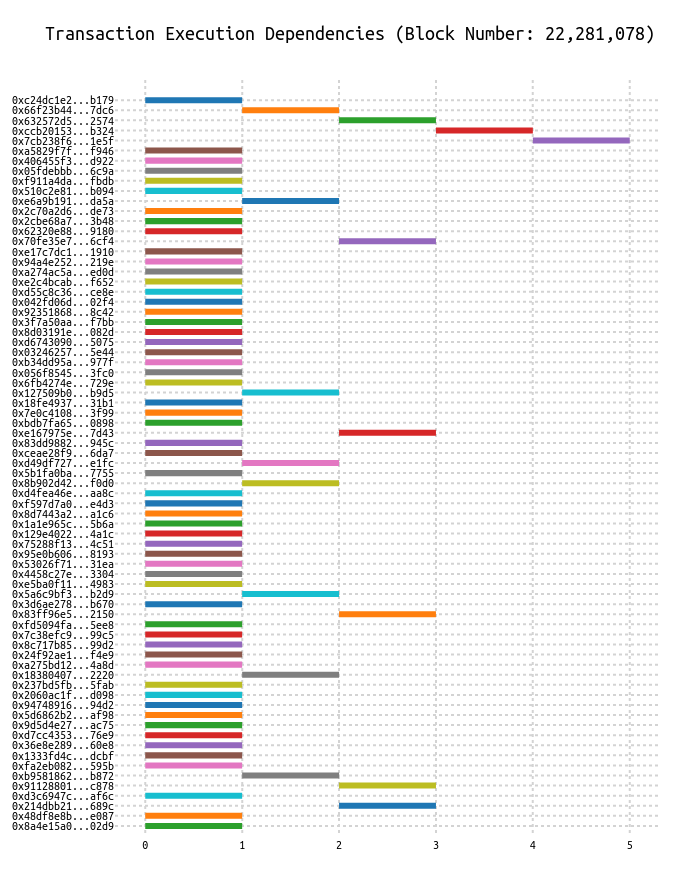 Transaction Execution Dependencies (Block Number: 22,281,078)
0xc24dc1e2...b179
0x66f23b44...7dc6
0x632572d5...2574
0xccb20153...b324
0x7cb238f6...1e5f
0xa5829f7f...f946
0x406455f3...d922
0x05fdebbb...6c9a
0xf911a4da...fbdb
0x510c2e81...b094
0xe6a9b191...da5a
0x2c70a2d6...de73
0x2cbe68a7...3b48
0x62320e88...9180
0x70fe35e7...6cf4
0xe17c7dc1...1910
0x94a4e252...219e
0xa274ac5a...ed0d
0xe2c4bcab...f652
0xd55c8c36...ce8e
0x042fd06d...02f4
0x92351868...8c42
0x3f7a50aa...f7bb
0x8d03191e...082d
0xd6743090...5075
0x03246257...5e44
0xb34dd95a...977f
0x056f8545...3fc0
0x6fb4274e...729e
0x127509b0...b9d5
0x18fe4937...31b1
0x7e0c4108...3f99
0xbdb7fa65...0898
0xe167975e...7d43
0x83dd9882...945c
0xceae28f9...6da7
0xd49df727...e1fc
0x5b1fa0ba...7755
0x8b902d42...f0d0
0xd4fea46e...aa8c
0xf597d7a0...e4d3
0x8d7443a2...a1c6
0x1a1e965c...5b6a
0x129e4022...4a1c
0x75288f13...4c51
0x95e0b606...8193
0x53026f71...31ea
0x4458c27e...3304
0xe5ba0f11...4983
0x5a6c9bf3...b2d9
0x3d6ae278...b670
0x83ff96e5...2150
0xfd5094fa...5ee8
0x7c38efc9...99c5
0x8c717b85...99d2
0x24f92ae1...f4e9
0xa275bd12...4a8d
0x18380407...2220
0x237bd5fb...5fab
0x2060ac1f...d098
0x94748916...94d2
0x5d6862b2...af98
0x9d5d4e27...ac75
0xd7cc4353...76e9
0x36e8e289...60e8
0x1333fd4c...dcbf
0xfa2eb082...595b
0xb9581862...b872
0x91128801...c878
0xd3c6947c...af6c
0x214dbb21...689c
0x48df8e8b...e087
0x8a4e15a0...02d9
0 1 2 3 4 5